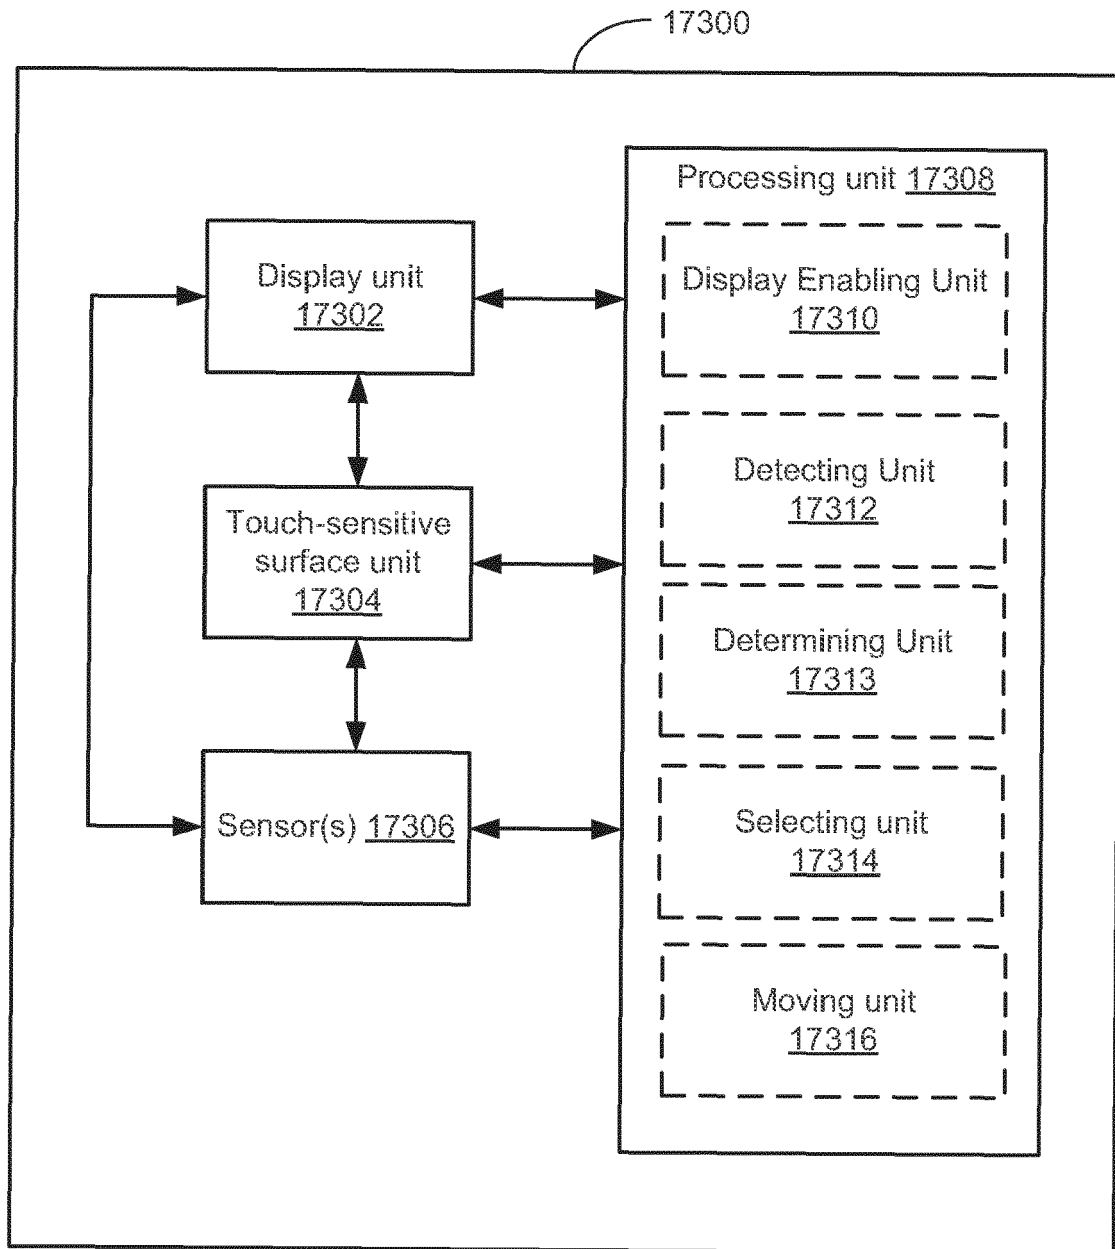 17300
Processing unit 17308
Display unit
17302
Touch-sensitive
surface unit
17304
Sensor(s) 17306
Display Enabling Unit
17310
Detecting Unit
17312
Determining Unit
17313
Selecting unit
17314
Moving unit
17316